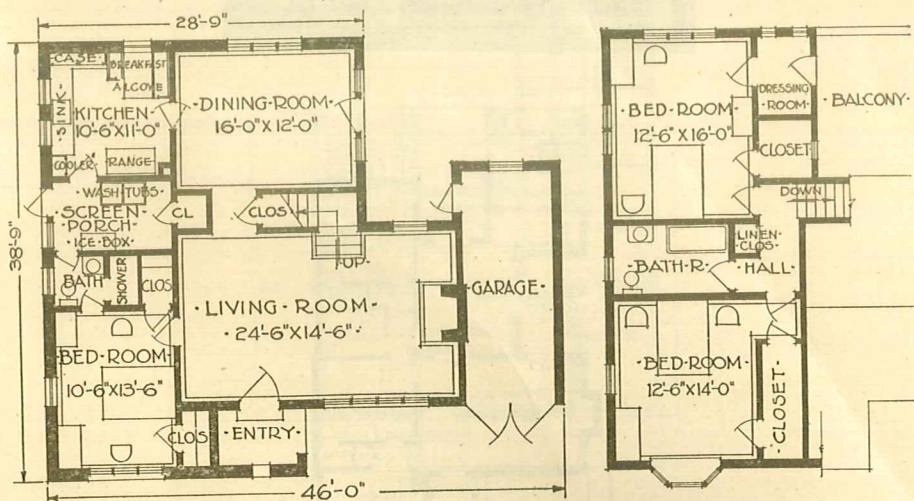 28'-9"
38'-9"
CASE
BREAKFAST
ALCOVE
SINK
KITCHEN
10'-6"X11'-0"
COOLER
RANGE
DINING·ROOM
16'-0"X12'-0"
WASH TUBS
SCREEN·
PORCH
ICE BOX
CL
CLOS
UP
BATH
SHOWER
CLOS
LIVING·ROOM·
24'-6"X14'-6"
GARAGE·
BED·ROOM
10'-6"X13'-6"
CLOS
ENTRY·
46'-0"
BED·ROOM
12'-6"X16'-0"
DRESSING
·ROOM·
BALCONY·
CLOSET
DOWN
LINEN
CLOS
BATH·R·
HALL
·BED·ROOM
12'-6"X14'-0"
CLOSET·